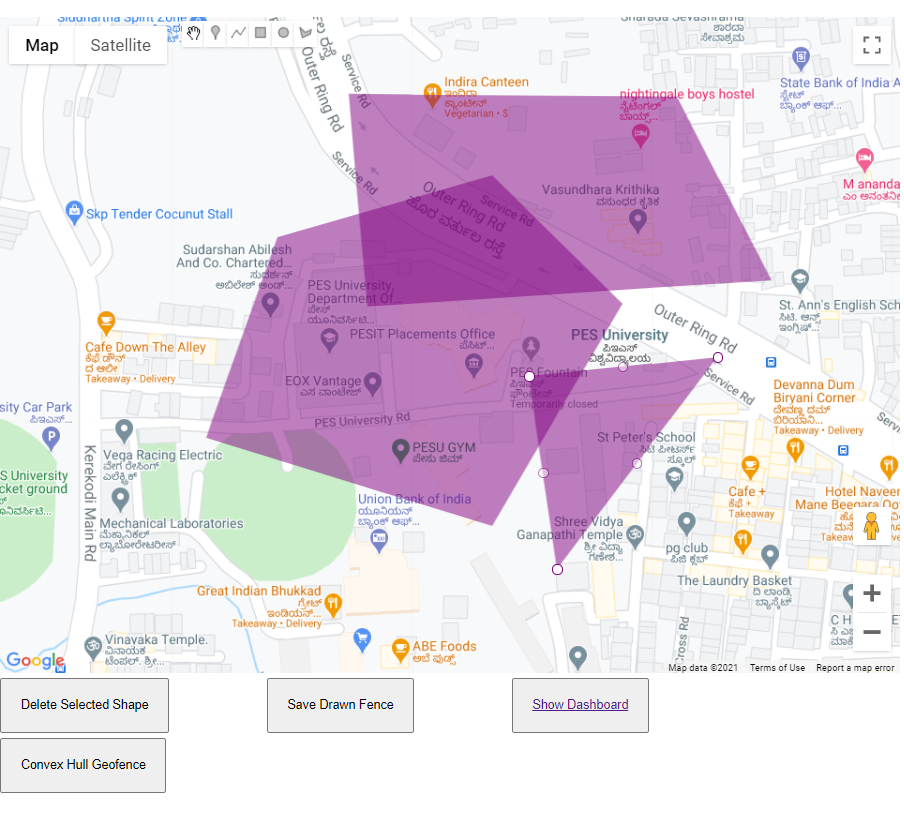 Siddhartha Spirit Zone
Map
Satellite
Sharada Sevashrama
ಶಾರದಾ
ಸೇವಾಶ್ರಮ
Outer Ring Rd
Service Rd
Indira Canteen
ಇಂದಿರಾ
ಕ್ಯಾಂಟೀನ್
Vegetarian • $
nightingale boys hostel
ನೈಟಿಂಗಲ್
ಬಾಯ್ಸ್...
State Bank of India A
ಸ್ಟೇಟ್
ಬ್ಯಾಂಕ್ ಆಫ್...
Service Rd
M ananda
ಎಂ ಅನಂತನಿ
Outer Ring Rd
ಹೊರ ವರ್ತುಲ ರಸ್ತೆ
Service Rd
Vasundhara Krithika
ವಸುಂಧರ ಕೃತಿಕ
Skp Tender Cocunut Stall
Sudarshan Abilesh
And Co. Chartered...
ಸುದರ್ಶನ್
ಅಬಿಲೇಶ್ ಅಂಡ್...
PES University,
Department Of...
ಪೇಸ್
ಯೂನಿವರ್ಸಿಟಿ...
St. Ann's English Sch
ಸಿಟಿ. ಆನ್ಸ್
ಇಂಗ್ಲಿಷ್...
Outer Ring Rd
PESIT Placements Office
ಪೆಸಿಟ್...
PES University
ಪಿಇಎಸ್
ವಿಶ್ವವಿದ್ಯಾಲಯ
Cafe Down The Alley
ಕೆಫೆ ಡೌನ್
ದ ಆಲೀ
Takeaway • Delivery
PES Fountain
ಪಿಇಎಸ್
ಫೌಂಟೇನ್
Temporarily closed
EOX Vantage
ಎಸ ವಾಂಟೇಜ್
Service Rd
Devanna Dum
Biryani Corner
ದೇವಣ್ಣ ದಮ್
ಬಿರಿಯಾನಿ...
Takeaway • Delivery
sity Car Park
ಪಿಇಎಸ್...
PES University Rd
Service
St Peter's School
ಸಿಟಿ ಪೀಟರ್ಸ್
ಸ್ಕೂಲ್
PESU GYM
ಪೇಸು ಜಿಮ್
Vega Racing Electric
ವೇಗ ರೇಸಿಂಗ್
ಎಲೆಕ್ಟ್ರಿಕ್
Kerekodi Main Rd
S University
cket ground
Union Bank of India
ಯೂನಿಯನ್
ಬ್ಯಾಂಕ್ ಆಫ್...
Cafe +
ಕೆಫೆ +
Takeaway
Hotel Naveer
Mane Beegara Oo
Takeaway
Mechanical Laboratories
ಮೆಕ್ಯಾನಿಕಲ್
ಲ್ಯಾಬೊರೇಟರೀಸ್
Shree Vidya
Ganapathi Temple
ಶ್ರೀ ವಿದ್ಯಾ
ಗಣೇಶ...
pg club
ಪಿಜಿ ಕ್ಲಬ್
The Laundry Basket
ದಿ ಲಾಂಡ್ರಿ
ಬ್ಯಾಸ್ಕೆಟ್
Great Indian Bhukkad
ಗ್ರೇಟ್
ಇಂಡಿಯನ್...
Takeaway • Delivery
Cross Rd
Vinayaka Temple.
ವಿನಾಯಕ
ಟೆಂಪಲ್. ಶ್ರೀ...
ABE Foods
ಅಬೆ ಫುಡ್ಸ್
Google
Map data ©2021
Terms of Use
Report a map error
Delete Selected Shape
Save Drawn Fence
Show Dashboard
Convex Hull Geofence